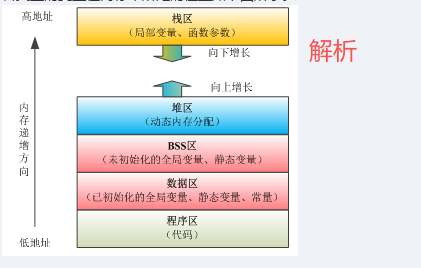 高地址
栈区
（局部变量、函数参数）
向下增长
解析
向上增长
堆区
（动态内存分配）
内存递增方向
BSS区
（未初始化的全局变量、静态变量）
数据区
（已初始化的全局变量、静态变量、常量）
程序区
（代码）
低地址